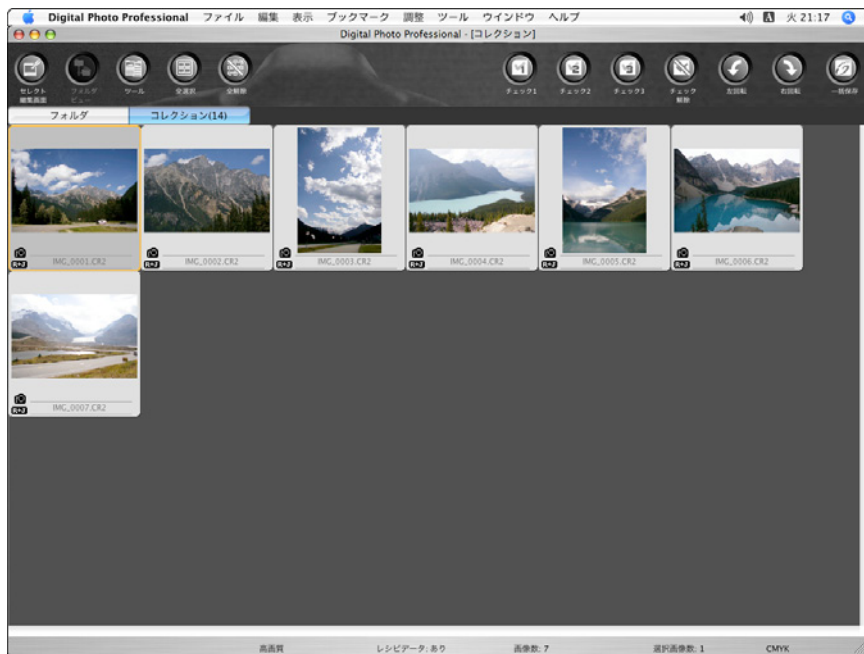 Digital Photo Professional ファイル 編集 表示 ブックマーク 調整 ツール ウインドウ ヘルプ A 火 21:17
Digital Photo Professional - [コレクション]
セレクト編集画面 フォルダビュー ツール 全選択 全解除 チェック1 チェック2 チェック3 チェック解除 左回転 右回転 一括保存
フォルダ コレクション(14)
IMG_0001.CR2 IMG_0002.CR2 IMG_0003.CR2 IMG_0004.CR2 IMG_0005.CR2 IMG_0006.CR2
R+J R+J R+J R+J R+J R+J
IMG_0007.CR2
R+J
高画質 レシピデータ: あり 画像数: 7 選択画像数: 1 CMYK